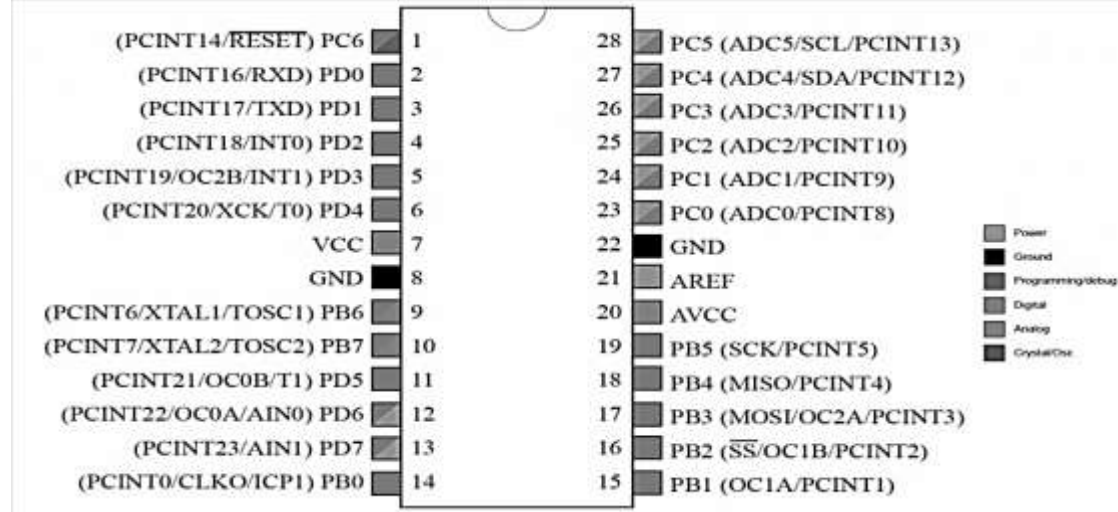 (PCINT14/RESET) PC6 1
(PCINT16/RXD) PD0 2
(PCINT17/TXD) PD1 3
(PCINT18/INT0) PD2 4
(PCINT19/OC2B/INT1) PD3 5
(PCINT20/XCK/T0) PD4 6
VCC 7
GND 8
(PCINT6/XTAL1/TOSC1) PB6 9
(PCINT7/XTAL2/TOSC2) PB7 10
(PCINT21/OC0B/T1) PD5 11
(PCINT22/OC0A/AIN0) PD6 12
(PCINT23/AIN1) PD7 13
(PCINT0/CLKO/ICP1) PB0 14
28 PC5 (ADC5/SCL/PCINT13)
27 PC4 (ADC4/SDA/PCINT12)
26 PC3 (ADC3/PCINT11)
25 PC2 (ADC2/PCINT10)
24 PC1 (ADC1/PCINT9)
23 PC0 (ADC0/PCINT8)
22 GND
21 AREF
20 AVCC
19 PB5 (SCK/PCINT5)
18 PB4 (MISO/PCINT4)
17 PB3 (MOSI/OC2A/PCINT3)
16 PB2 (SS/OC1B/PCINT2)
15 PB1 (OC1A/PCINT1)
Power
Ground
Programming/debug
Digital
Analog
Crystal/Osc